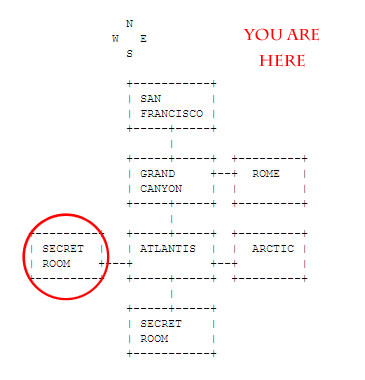 N
W E
S
YOU ARE
HERE
SAN
FRANCISCO
GRAND
CANYON
ROME
SECRET
ROOM
ATLANTIS
ARCTIC
SECRET
ROOM